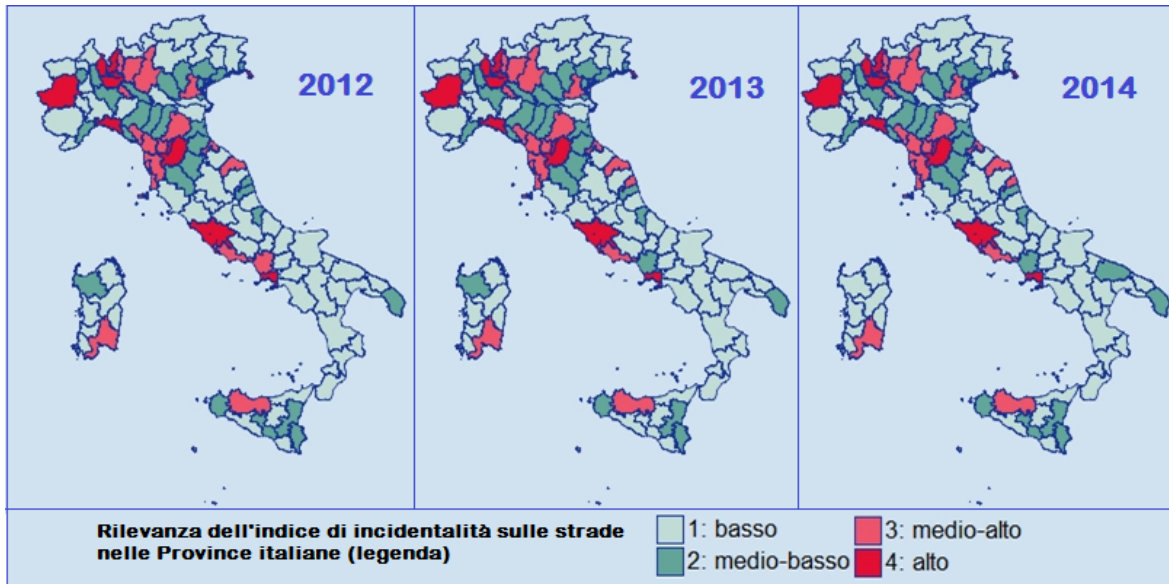 2012
2013
2014
Rilevanza dell'indice di incidentalità sulle strade
nelle Province italiane (legenda)
1: basso
2: medio-basso
3: medio-alto
4: alto